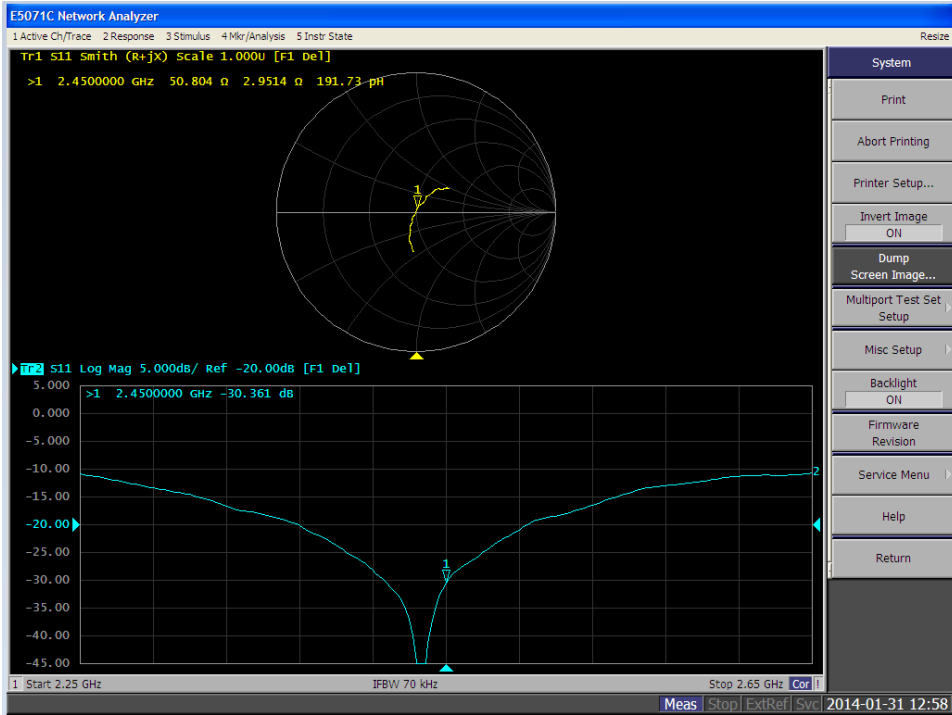 E5071C Network Analyzer
1 Active Ch/Trace 2 Response 3 Stimulus 4 Mkr/Analysis 5 Instr State
Resize
Tr1 S11 Smith (R+jX) Scale 1.000U [F1 Del]
>1 2.4500000 GHz 50.804 Ω 2.9514 Ω 191.73 pH
1
Tr2 S11 Log Mag 5.000dB/ Ref -20.00dB [F1 Del]
>1 2.4500000 GHz -30.361 dB
5.000
0.000
-5.000
-10.00
-15.00
-20.00
-25.00
-30.00
-35.00
-40.00
-45.00
2
1
1 Start 2.25 GHz IFBW 70 kHz Stop 2.65 GHz Cor !
System
Print
Abort Printing
Printer Setup...
Invert Image
ON
Dump
Screen Image...
Multiport Test Set
Setup
Misc Setup
Backlight
ON
Firmware
Revision
Service Menu
Help
Return
Meas Stop ExtRef Svc 2014-01-31 12:58